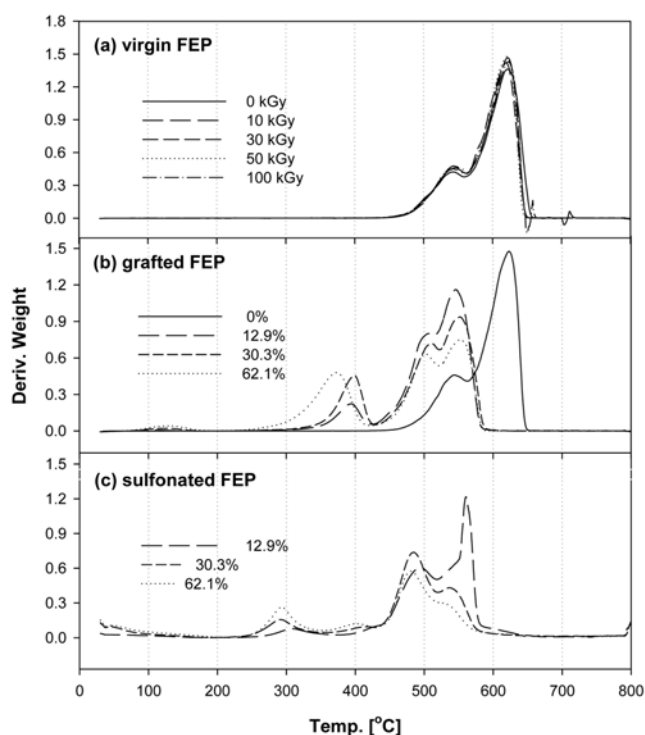 1.8
(a) virgin FEP
1.5
1.2
0 kGy
10 kGy
0.9
30 kGy
0.6
50 kGy
0.3
100 kGy
0.0
1.5
(b) grafted FEP
1.2
0%
0.9
12.9%
30.3%
0.6
62.1%
0.3
0.0
Deriv. Weight
1.5
(c) sulfonated FEP
1.2
12.9%
0.9
30.3%
0.6
62.1%
0.3
0.0
0 100 200 300 400 500 600 700 800
Temp. [°C]